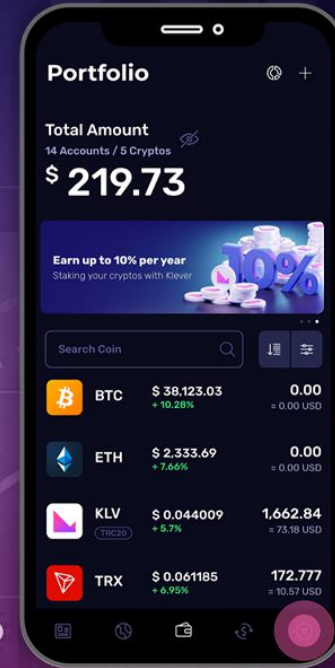 Portfolio
Total Amount
14 Accounts / 5 Cryptos
$ 219.73
Earn up to 10% per year
Staking your cryptos with Klever
10%
Search Coin
BTC $ 38,123.03 0.00
+ 10.28% ≈ 0.00 USD
ETH $ 2,333.69 0.00
+ 7.66% ≈ 0.00 USD
KLV $ 0.044009 1,662.84
TRC20 + 5.7% ≈ 73.18 USD
TRX $ 0.061185 172.777
+ 6.95% ≈ 10.57 USD